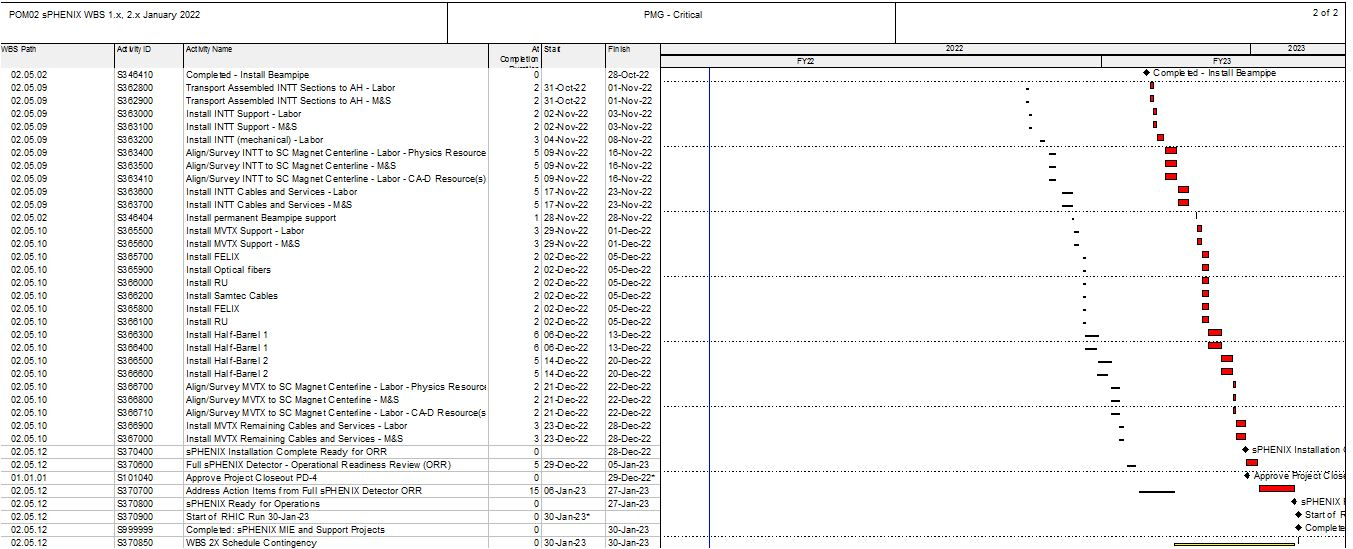 POM02 sPHENIX WBS 1.x, 2.x January 2022 PMG - Critical 2 of 2
WBS Path Activity ID Activity Name At Completion Start Finish 2022 2023
FY22 FY23
02.05.02 S346410 Completed - Install Beampipe 0 28-Oct-22 Completed - Install Beampipe
02.05.09 S362800 Transport Assembled INTT Sections to AH - Labor 2 31-Oct-22 01-Nov-22
02.05.09 S362900 Transport Assembled INTT Sections to AH - M&S 2 31-Oct-22 01-Nov-22
02.05.09 S363000 Install INTT Support - Labor 2 02-Nov-22 03-Nov-22
02.05.09 S363100 Install INTT Support - M&S 2 02-Nov-22 03-Nov-22
02.05.09 S363200 Install INTT (mechanical) - Labor 3 04-Nov-22 08-Nov-22
02.05.09 S363400 Align/Survey INTT to SC Magnet Centerline - Labor - Physics Resource 5 09-Nov-22 16-Nov-22
02.05.09 S363500 Align/Survey INTT to SC Magnet Centerline - M&S 5 09-Nov-22 16-Nov-22
02.05.09 S363410 Align/Survey INTT to SC Magnet Centerline - Labor - CA-D Resource(s) 5 09-Nov-22 16-Nov-22
02.05.09 S363600 Install INTT Cables and Services - Labor 5 17-Nov-22 23-Nov-22
02.05.09 S363700 Install INTT Cables and Services - M&S 5 17-Nov-22 23-Nov-22
02.05.02 S346404 Install permanent Beampipe support 1 28-Nov-22 28-Nov-22
02.05.10 S365500 Install MVTX Support - Labor 3 29-Nov-22 01-Dec-22
02.05.10 S365600 Install MVTX Support - M&S 3 29-Nov-22 01-Dec-22
02.05.10 S365700 Install FELIX 2 02-Dec-22 05-Dec-22
02.05.10 S365900 Install Optical fibers 2 02-Dec-22 05-Dec-22
02.05.10 S366000 Install RU 2 02-Dec-22 05-Dec-22
02.05.10 S366200 Install Samtec Cables 2 02-Dec-22 05-Dec-22
02.05.10 S365800 Install FELIX 2 02-Dec-22 05-Dec-22
02.05.10 S366100 Install RU 2 02-Dec-22 05-Dec-22
02.05.10 S366300 Install Half-Barrel 1 6 06-Dec-22 13-Dec-22
02.05.10 S366400 Install Half-Barrel 1 6 06-Dec-22 13-Dec-22
02.05.10 S366500 Install Half-Barrel 2 5 14-Dec-22 20-Dec-22
02.05.10 S366600 Install Half-Barrel 2 5 14-Dec-22 20-Dec-22
02.05.10 S366700 Align/Survey MVTX to SC Magnet Centerline - Labor - Physics Resource 2 21-Dec-22 22-Dec-22
02.05.10 S366800 Align/Survey MVTX to SC Magnet Centerline - M&S 2 21-Dec-22 22-Dec-22
02.05.10 S366710 Align/Survey MVTX to SC Magnet Centerline - Labor - CA-D Resource(s 2 21-Dec-22 22-Dec-22
02.05.10 S366900 Install MVTX Remaining Cables and Services - Labor 3 23-Dec-22 28-Dec-22
02.05.10 S367000 Install MVTX Remaining Cables and Services - M&S 3 23-Dec-22 28-Dec-22
02.05.12 S370400 sPHENIX Installation Complete Ready for ORR 0 28-Dec-22 sPHENIX Installation
02.05.12 S370600 Full sPHENIX Detector - Operational Readiness Review (ORR) 5 29-Dec-22 05-Jan-23
01.01.01 S101040 Approve Project Closeout PD-4 0 29-Dec-22* Approve Project Close
02.05.12 S370700 Address Action Items from Full sPHENIX Detector ORR 15 06-Jan-23 27-Jan-23
02.05.12 S370800 sPHENIX Ready for Operations 0 27-Jan-23 sPHENIX
02.05.12 S370900 Start of RHIC Run 30-Jan-23 0 30-Jan-23* Start of R
02.05.12 S999999 Completed: sPHENIX MIE and Support Projects 0 30-Jan-23 Complete
02.05.12 S370850 WBS 2X Schedule Contingency 0 30-Jan-23 30-Jan-23